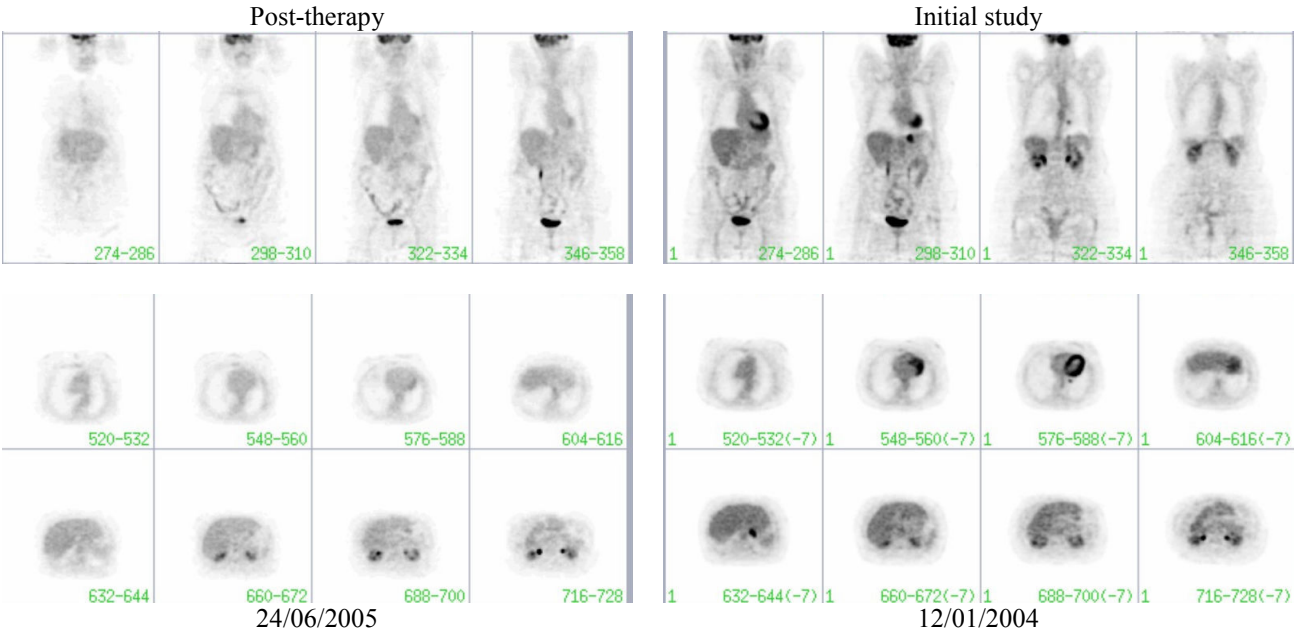 Post-therapy Initial study
274-286 298-310 322-334 346-358 1 274-286 1 298-310 1 322-334 1 346-358
520-532 548-560 576-588 604-616 1 520-532(-7) 1 548-560(-7) 1 576-588(-7) 1 604-616(-7)
632-644 660-672 688-700 716-728 1 632-644(-7) 1 660-672(-7) 1 688-700(-7) 1 716-728(-7)
24/06/2005 12/01/2004